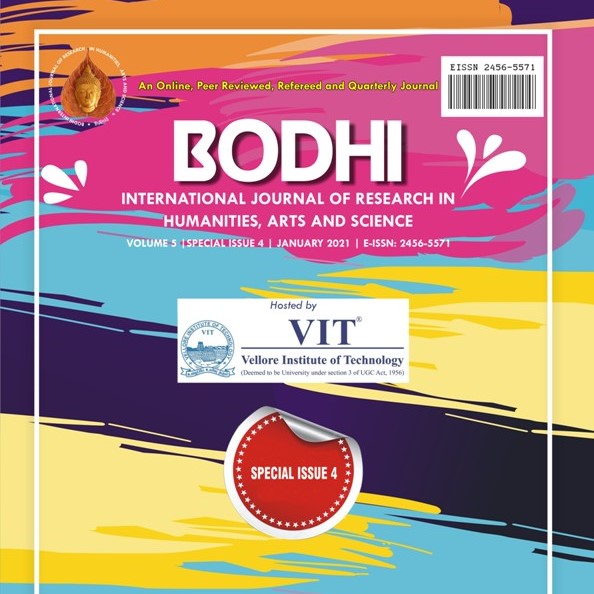 EISSN 2456-5571
An Online, Peer Reviewed, Refereed and Quarterly Journal
BODHI
INTERNATIONAL JOURNAL OF RESEARCH IN
HUMANITIES, ARTS AND SCIENCE
VOLUME 5 |SPECIAL ISSUE 4 | JANUARY 2021 | E-ISSN: 2456-5571
Hosted by
VIT®
VIT
Vellore Institute of Technology
(Deemed to be University under section 3 of UGC Act, 1956)
SPECIAL ISSUE 4